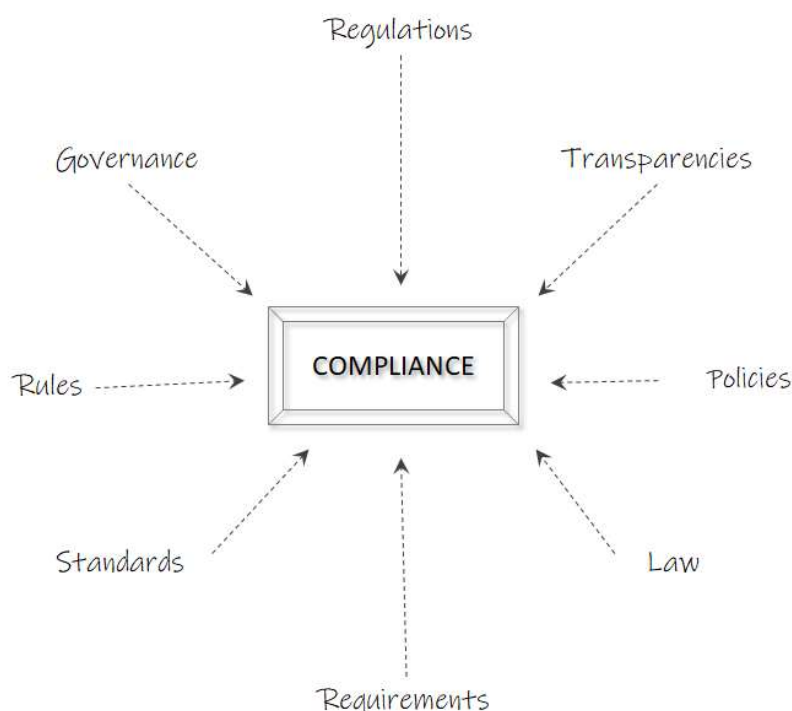 Regulations
Governance
Transparencies
COMPLIANCE
Rules
Policies
Standards
Law
Requirements